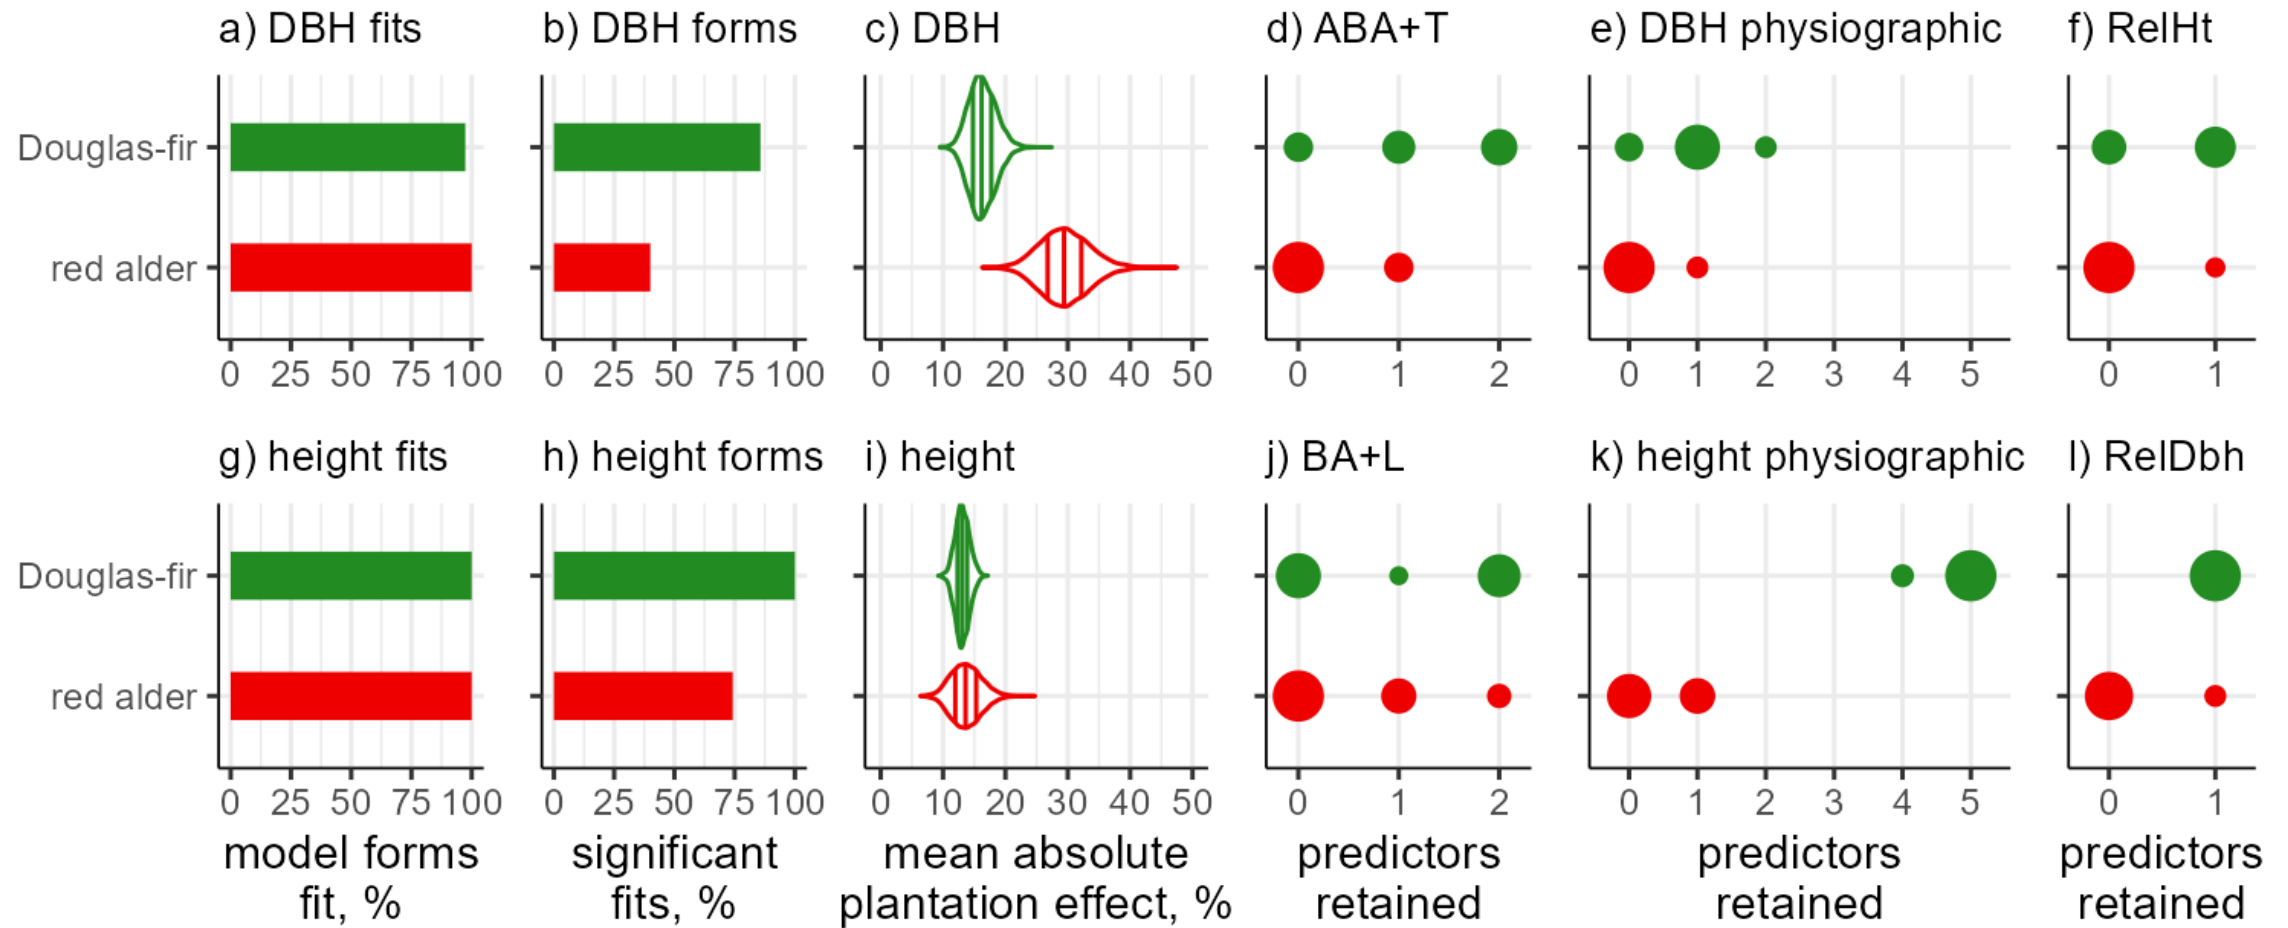 a) DBH fits
b) DBH forms
c) DBH
d) ABA+T
e) DBH physiographic
f) RelHt
Douglas-fir
red alder
0 25 50 75 100
0 25 50 75 100
0 10 20 30 40 50
0 1 2
0 1 2 3 4 5
0 1
g) height fits
h) height forms
i) height
j) BA+L
k) height physiographic
l) RelDbh
Douglas-fir
red alder
0 25 50 75 100
0 25 50 75 100
0 10 20 30 40 50
0 1 2
0 1 2 3 4 5
0 1
model forms
fit, %
significant
fits, %
mean absolute
plantation effect, %
predictors
retained
predictors
retained
predictors
retained